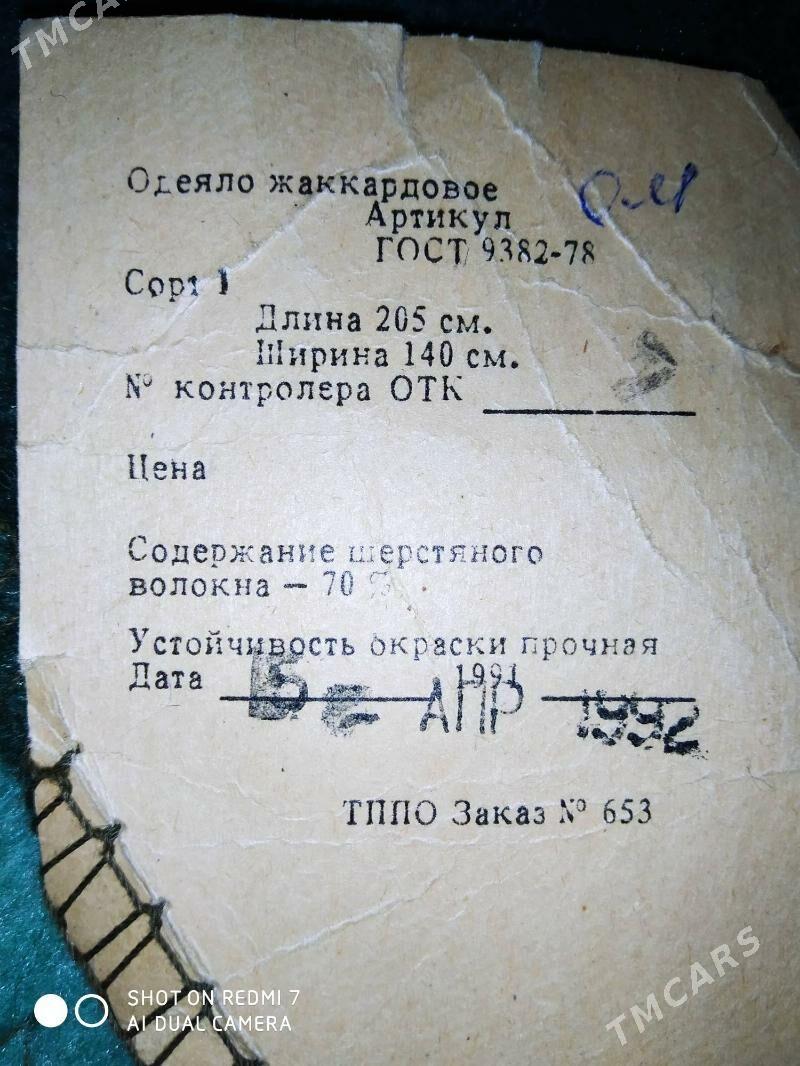 TMCARS
Одеяло жаккардовое
Артикул
ГОСТ 9382-78
Сорт 1
Длина 205 см.
Ширина 140 см.
№ контролера ОТК
Цена
Содержание шерстяного
волокна — 70 %
Устойчивость окраски прочная
Дата 1991
АПР 1992
ТППО Заказ № 653
TMCARS
SHOT ON REDMI 7
AI DUAL CAMERA